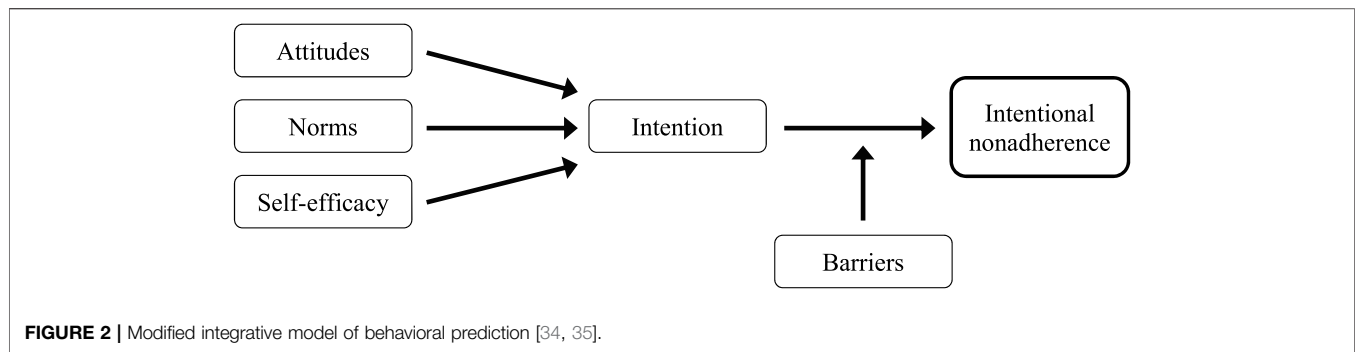 Attitudes
Norms
Self-efficacy
Intention
Intentional
nonadherence
Barriers
FIGURE 2 | Modified integrative model of behavioral prediction [34, 35].